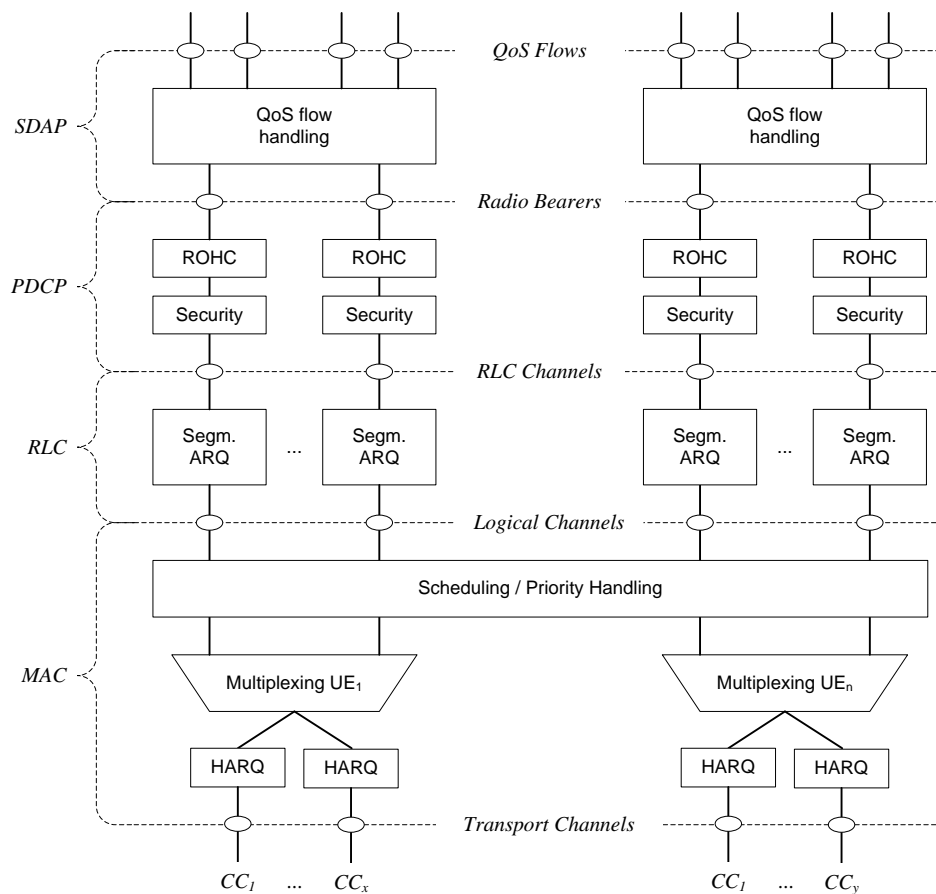 QoS Flows
QoS flow
handling
QoS flow
handling
SDAP
Radio Bearers
ROHC
ROHC
ROHC
ROHC
PDCP
Security
Security
Security
Security
RLC Channels
Segm.
ARQ
...
Segm.
ARQ
Segm.
ARQ
...
Segm.
ARQ
RLC
Logical Channels
Scheduling / Priority Handling
MAC
Multiplexing UE1
Multiplexing UEn
HARQ
HARQ
HARQ
HARQ
Transport Channels
CC1 ... CCx
CC1 ... CCy